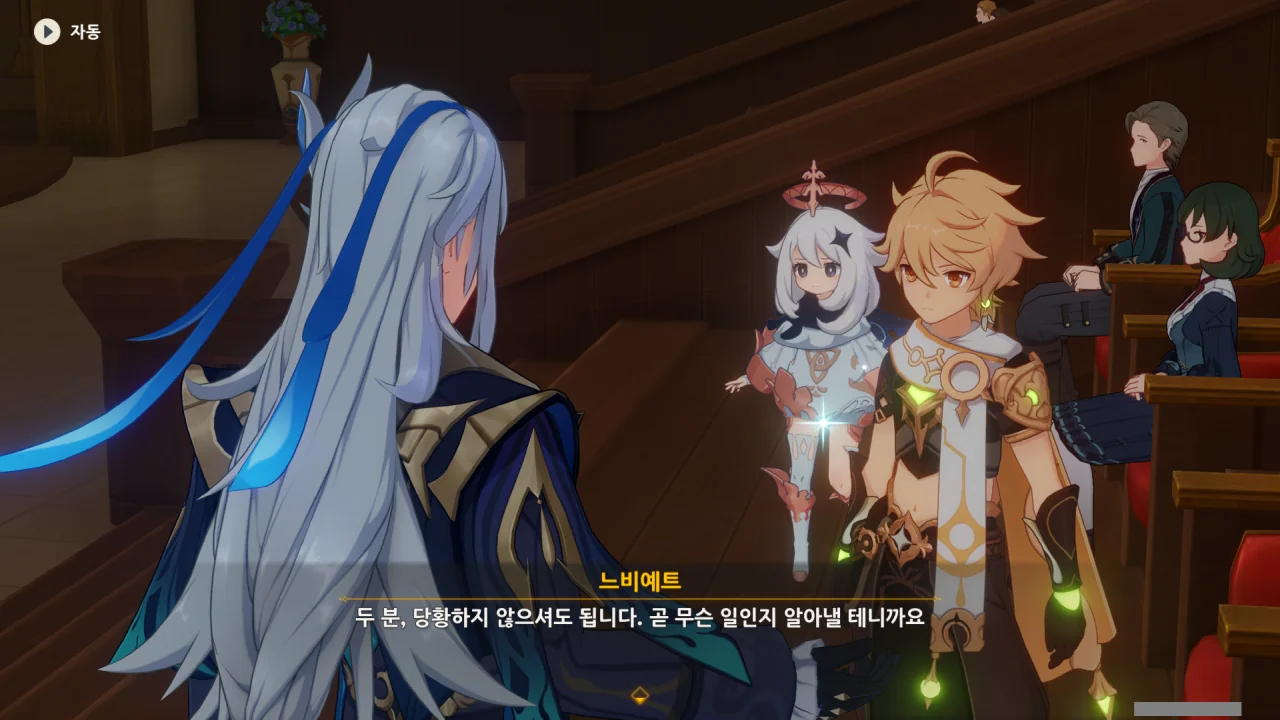 자동
느비예트
두 분, 당황하지 않으셔도 됩니다. 곧 무슨 일인지 알아낼 테니까요